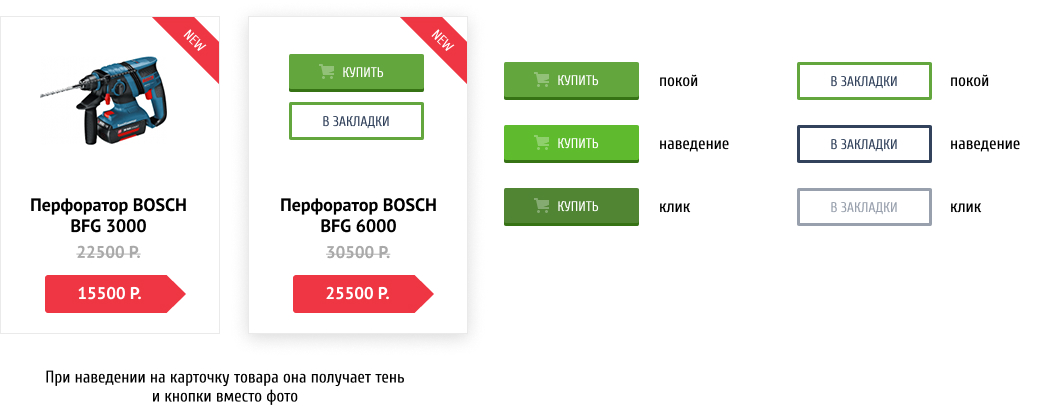 NEW
Перфоратор BOSCH
BFG 3000
22500 Р.
15500 Р.
NEW
КУПИТЬ
В ЗАКЛАДКИ
Перфоратор BOSCH
BFG 6000
30500 Р.
25500 Р.
При наведении на карточку товара она получает тень
и кнопки вместо фото
КУПИТЬ покой
КУПИТЬ наведение
КУПИТЬ клик
В ЗАКЛАДКИ покой
В ЗАКЛАДКИ наведение
В ЗАКЛАДКИ клик